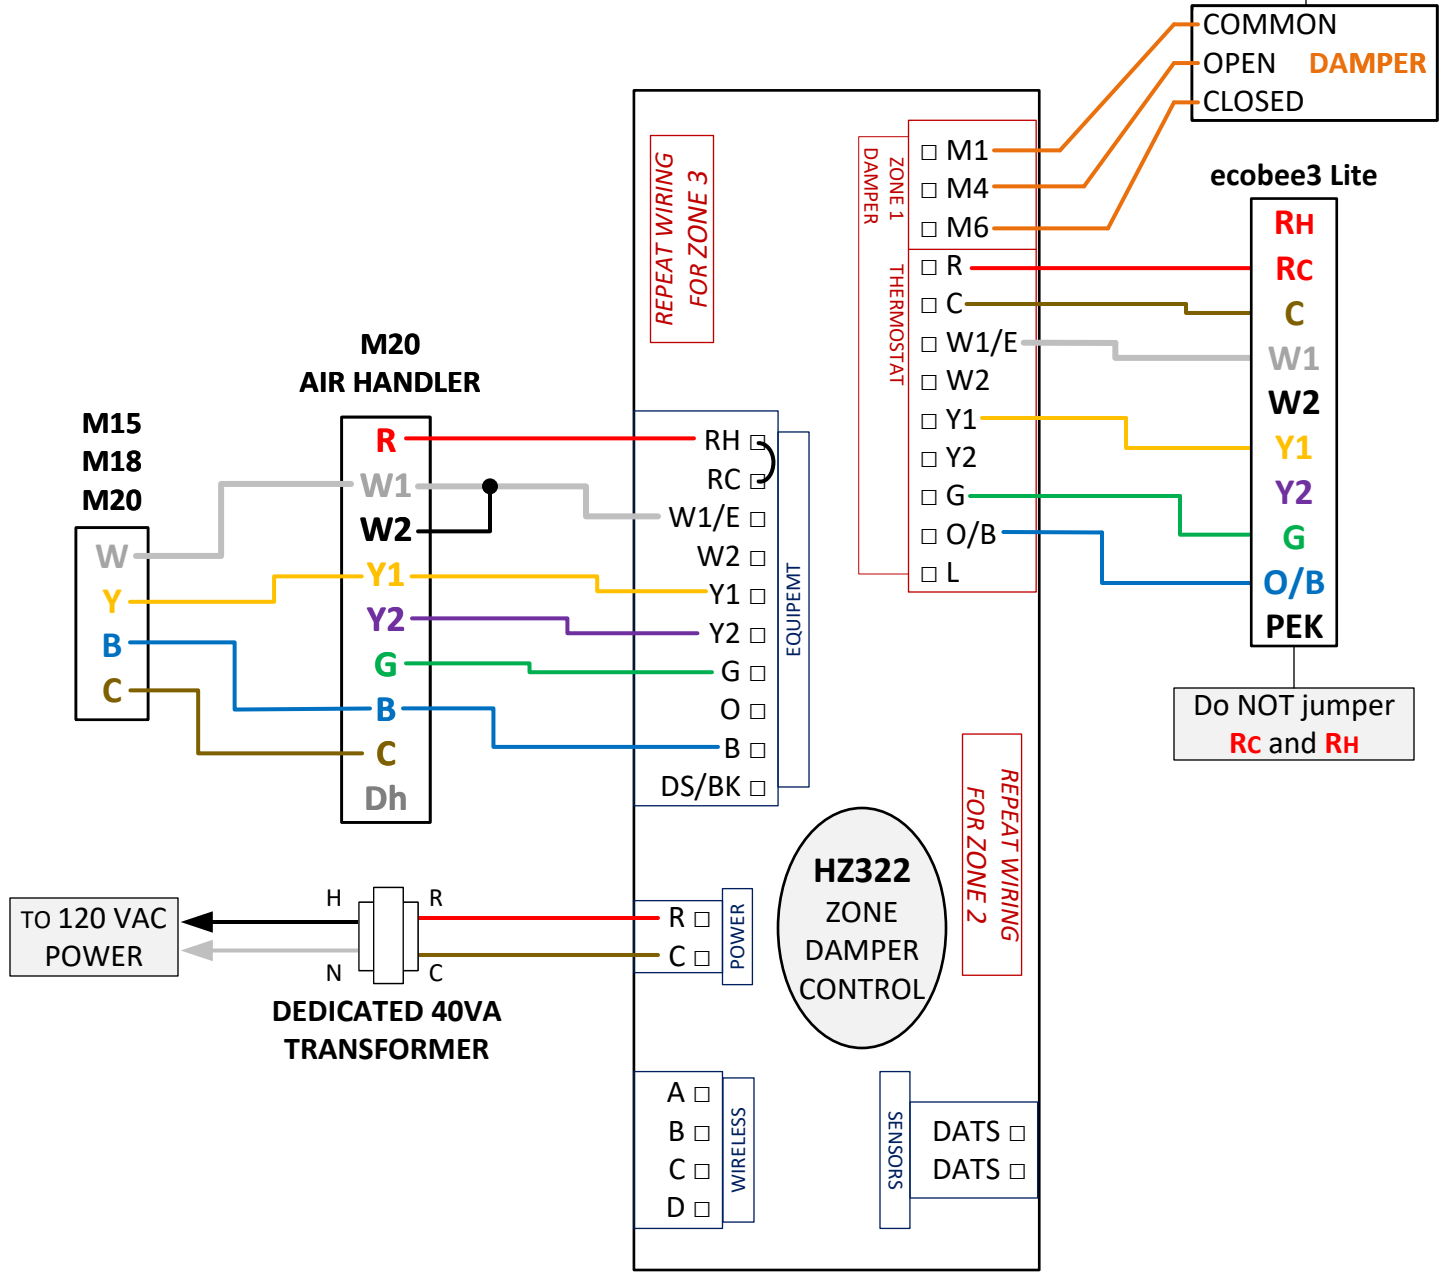 COMMON
OPEN DAMPER
CLOSED
REPEAT WIRING
FOR ZONE 3
ZONE 1
DAMPER
M1
M4
M6
THERMOSTAT
R
C
W1/E
W2
Y1
Y2
G
O/B
L
ecobee3 Lite
RH
RC
C
W1
W2
Y1
Y2
G
O/B
PEK
Do NOT jumper
RC and RH
M20
AIR HANDLER
R
W1
W2
Y1
Y2
G
B
C
Dh
M15
M18
M20
W
Y
B
C
RH
RC
W1/E
W2
Y1
Y2
G
O
B
DS/BK
EQUIPEMT
REPEAT WIRING
FOR ZONE 2
HZ322
ZONE
DAMPER
CONTROL
TO 120 VAC
POWER
H
N
R
C
DEDICATED 40VA
TRANSFORMER
R
C
POWER
A
B
C
D
WIRELESS
SENSORS
DATS
DATS